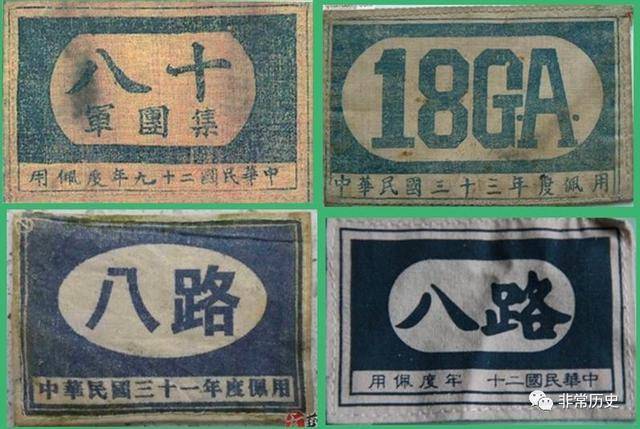 十八
集團軍
中華民國二十九年度佩用
18G.A.
中華民國三十三年度佩用
八路
中華民國三十一年度佩用
八路
中華民國二十 年度佩用
非常历史